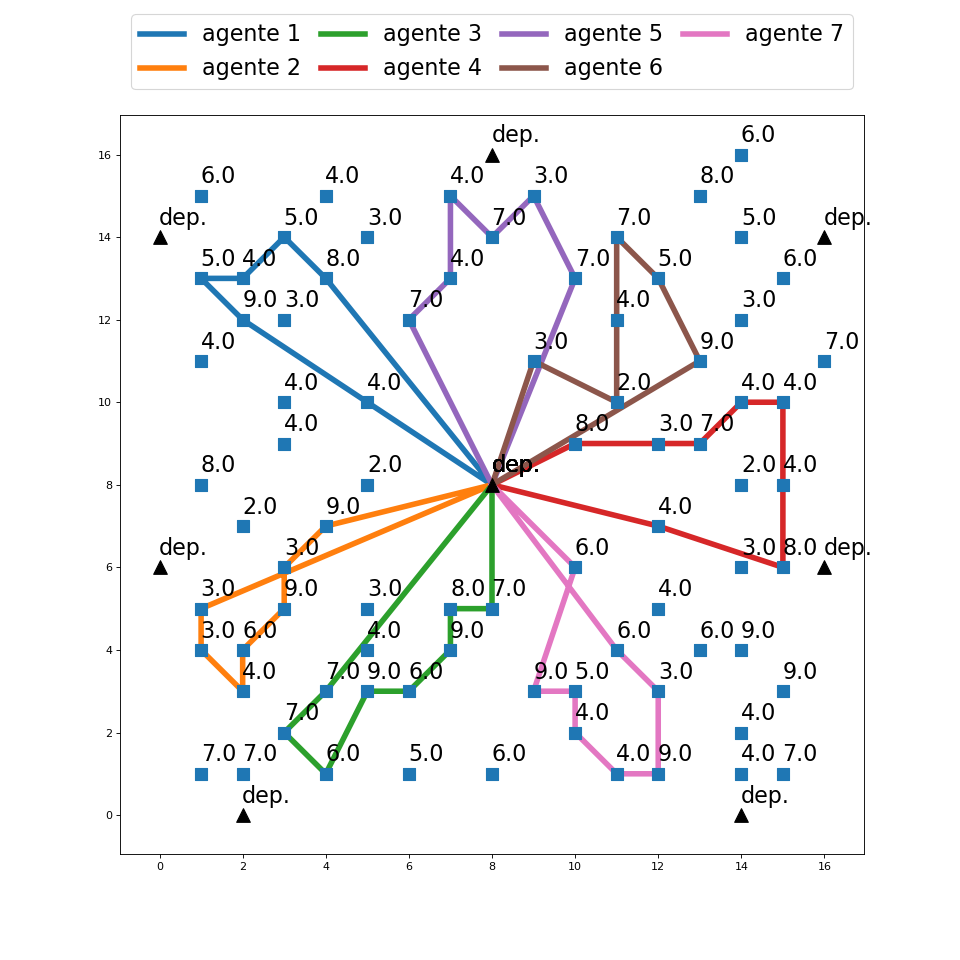 agente 1 agente 3 agente 5 agente 7
agente 2 agente 4 agente 6
dep. 6.0
16
6.0 4.0 4.0 3.0 8.0
dep. 5.0 3.0 7.0 7.0 5.0 dep.
14
5.0 4.0 8.0 4.0 7.0 5.0 6.0
9.0 3.0 7.0 4.0 3.0
12
4.0 3.0 9.0 7.0
4.0 4.0 2.0 4.0 4.0
10
4.0 8.0 3.0 7.0
8.0 2.0 dep. 2.0 4.0
8
2.0 9.0 4.0
dep. 3.0 6.0 3.0 8.0 dep.
6
3.0 9.0 3.0 8.0 7.0 4.0
3.0 6.0 4.0 9.0 6.0 6.0 9.0
4
4.0 7.0 9.0 6.0 9.0 5.0 3.0 9.0
7.0 4.0 4.0
2
7.0 7.0 6.0 5.0 6.0 4.0 9.0 4.0 7.0
dep. dep.
0
0 2 4 6 8 10 12 14 16